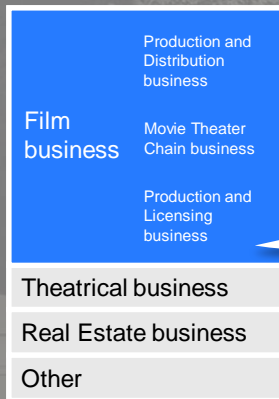 Production and
Distribution
business
Film
business
Movie Theater
Chain business
Production and
Licensing
business
Theatrical business
Real Estate business
Other